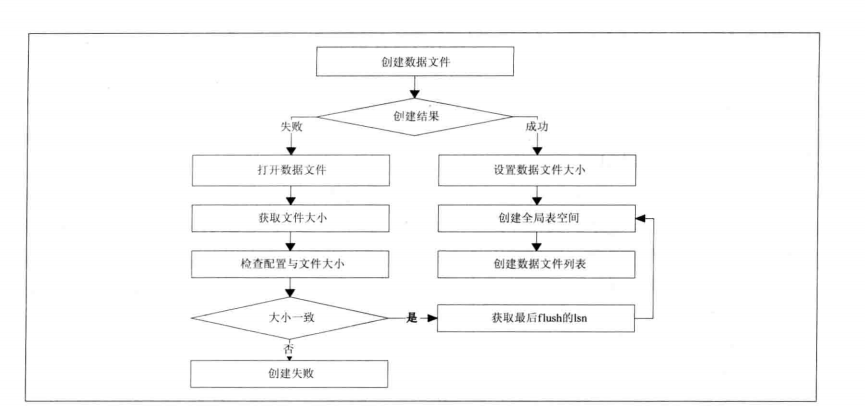 创建数据文件
创建结果
失败
成功
打开数据文件
设置数据文件大小
获取文件大小
创建全局表空间
检查配置与文件大小
创建数据文件列表
大小一致
是
获取最后flush的lsn
否
创建失败